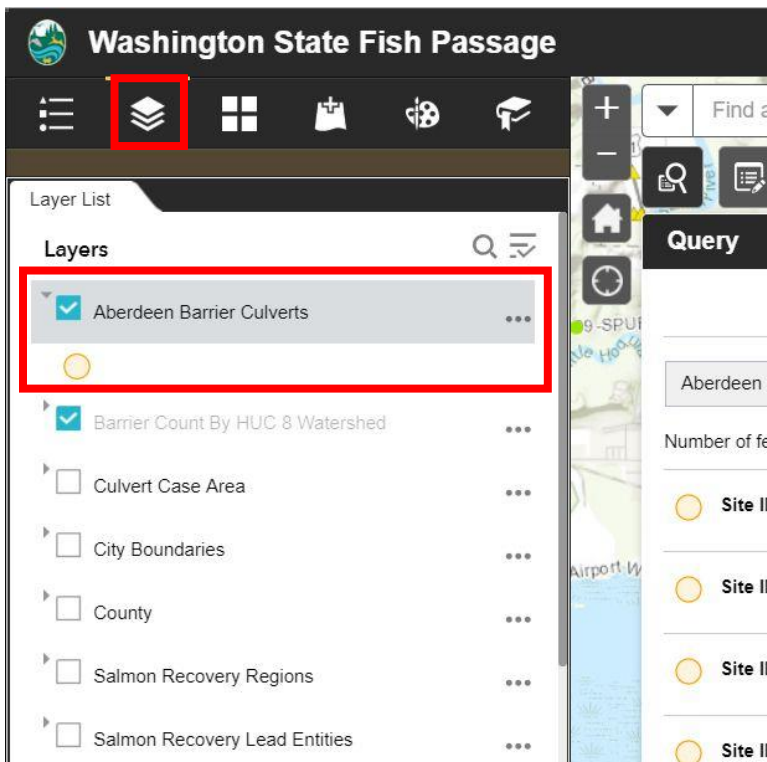 Washington State Fish Passage
Find a
Layer List
Layers
Query
Aberdeen Barrier Culverts
9-SPUR
Aberdeen
Barrier Count By HUC 8 Watershed
Number of fe
Culvert Case Area
Site I
City Boundaries
Airport W
Site I
County
Salmon Recovery Regions
Site I
Salmon Recovery Lead Entities
Site I